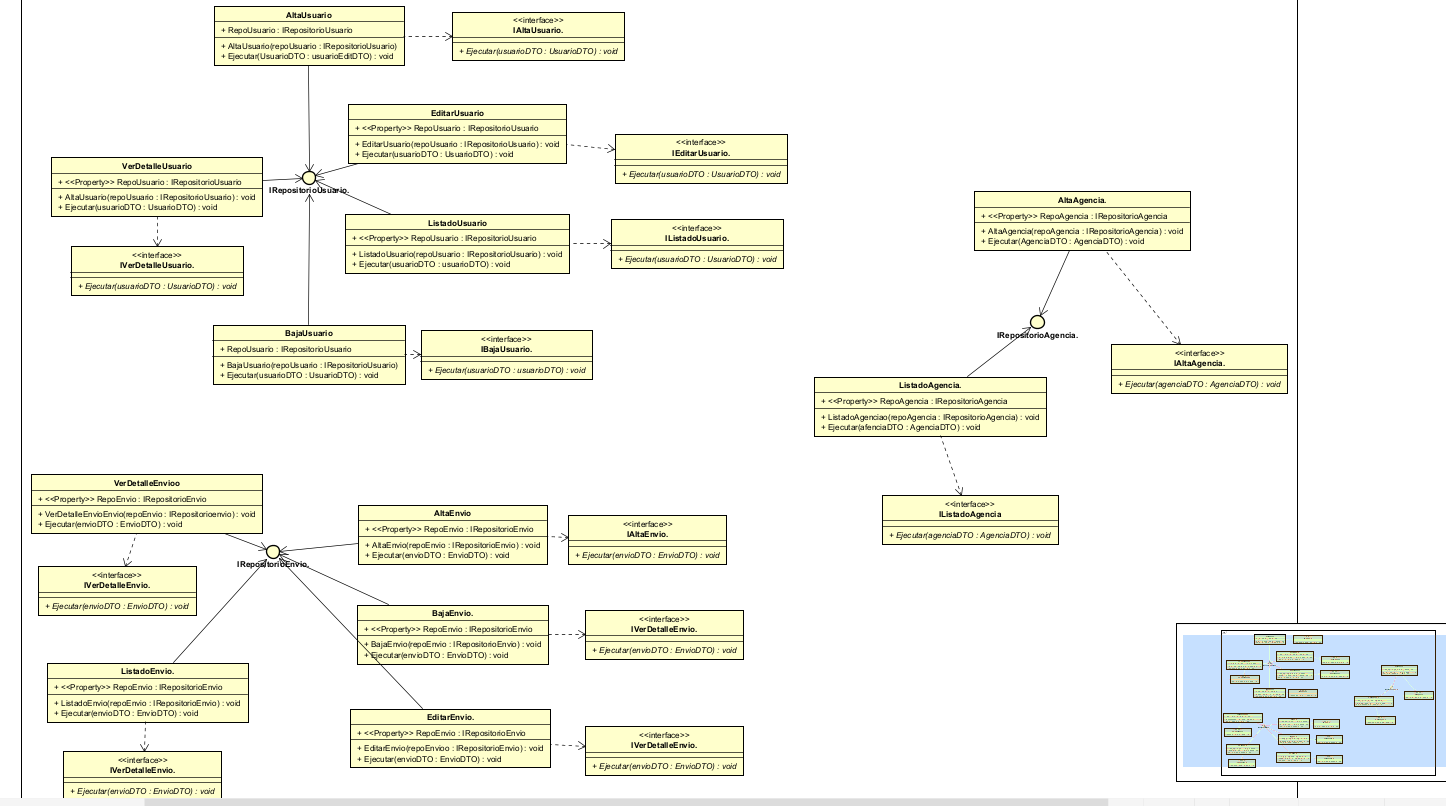 AltaUsuario
+ RepoUsuario : IRepositorioUsuario
+ AltaUsuario(repoUsuario : IRepositorioUsuario)
+ Ejecutar(UsuarioDTO : usuarioEditDTO) : void
<<interface>>
IAltaUsuario.
+ Ejecutar(usuarioDTO : UsuarioDTO) : void
EditarUsuario
+ <<Property>> RepoUsuario : IRepositorioUsuario
+ EditarUsuario(repoUsuario : IRepositorioUsuario) : void
+ Ejecutar(usuarioDTO : UsuarioDTO) : void
<<interface>>
IEditarUsuario.
+ Ejecutar(usuarioDTO : UsuarioDTO) : void
VerDetalleUsuario
+ <<Property>> RepoUsuario : IRepositorioUsuario
+ AltaUsuario(repoUsuario : IRepositorioUsuario) : void
+ Ejecutar(usuarioDTO : UsuarioDTO) : void
IRepositorioUsuario.
<<interface>>
IVerDetalleUsuario.
+ Ejecutar(usuarioDTO : UsuarioDTO) : void
ListadoUsuario
+ <<Property>> RepoUsuario : IRepositorioUsuario
+ ListadoUsuario(repoUsuario : IRepositorioUsuario) : void
+ Ejecutar(usuarioDTO : usuarioDTO) : void
<<interface>>
IListadoUsuario.
+ Ejecutar(usuarioDTO : UsuarioDTO) : void
AltaAgencia.
+ <<Property>> RepoAgencia : IRepositorioAgencia
+ AltaAgencia(repoAgencia : IRepositorioAgencia) : void
+ Ejecutar(AgenciaDTO : AgenciaDTO) : void
BajaUsuario
+ RepoUsuario : IRepositorioUsuario
+ BajaUsuario(repoUsuario : IRepositorioUsuario)
+ Ejecutar(usuarioDTO : UsuarioDTO) : void
<<interface>>
IBajaUsuario.
+ Ejecutar(usuarioDTO : usuarioDTO) : void
IRepositorioAgencia.
<<interface>>
IAltaAgencia.
+ Ejecutar(agenciaDTO : AgenciaDTO) : void
ListadoAgencia.
+ <<Property>> RepoAgencia : IRepositorioAgencia
+ ListadoAgenciao(repoAgencia : IRepositorioAgencia) : void
+ Ejecutar(afenciaDTO : AgenciaDTO) : void
<<interface>>
IListadoAgencia
+ Ejecutar(agenciaDTO : AgenciaDTO) : void
VerDetalleEnvioo
+ <<Property>> RepoEnvio : IRepositorioEnvio
+ VerDetalleEnvioEnvio(repoEnvio : IRepositorioenvio) : void
+ Ejecutar(envioDTO : EnvioDTO) : void
AltaEnvio
+ <<Property>> RepoEnvio : IRepositorioEnvio
+ AltaEnvio(repoEnvio : IRepositorioEnvio) : void
+ Ejecutar(envioDTO : EnvioDTO) : void
<<interface>>
IAltaEnvio.
+ Ejecutar(envioDTO : EnvioDTO) : void
IRepositorioEnvio.
<<interface>>
IVerDetalleEnvio.
+ Ejecutar(envioDTO : EnvioDTO) : void
BajaEnvio.
+ <<Property>> RepoEnvio : IRepositorioEnvio
+ BajaEnvio(repoEnvio : IRepositorioEnvio) : void
+ Ejecutar(envioDTO : EnvioDTO) : void
<<interface>>
IVerDetalleEnvio.
+ Ejecutar(envioDTO : EnvioDTO) : void
ListadoEnvio.
+ <<Property>> RepoEnvio : IRepositorioEnvio
+ ListadoEnvio(repoEnvio : IRepositorioEnvio) : void
+ Ejecutar(envioDTO : EnvioDTO) : void
EditarEnvio.
+ <<Property>> RepoEnvio : IRepositorioEnvio
+ EditarEnvio(repoEnvioo : IRepositorioEnvio) : void
+ Ejecutar(envioDTO : EnvioDTO) : void
<<interface>>
IVerDetalleEnvio.
+ Ejecutar(envioDTO : EnvioDTO) : void
<<interface>>
IVerDetalleEnvio.
+ Ejecutar(envioDTO : EnvioDTO) : void